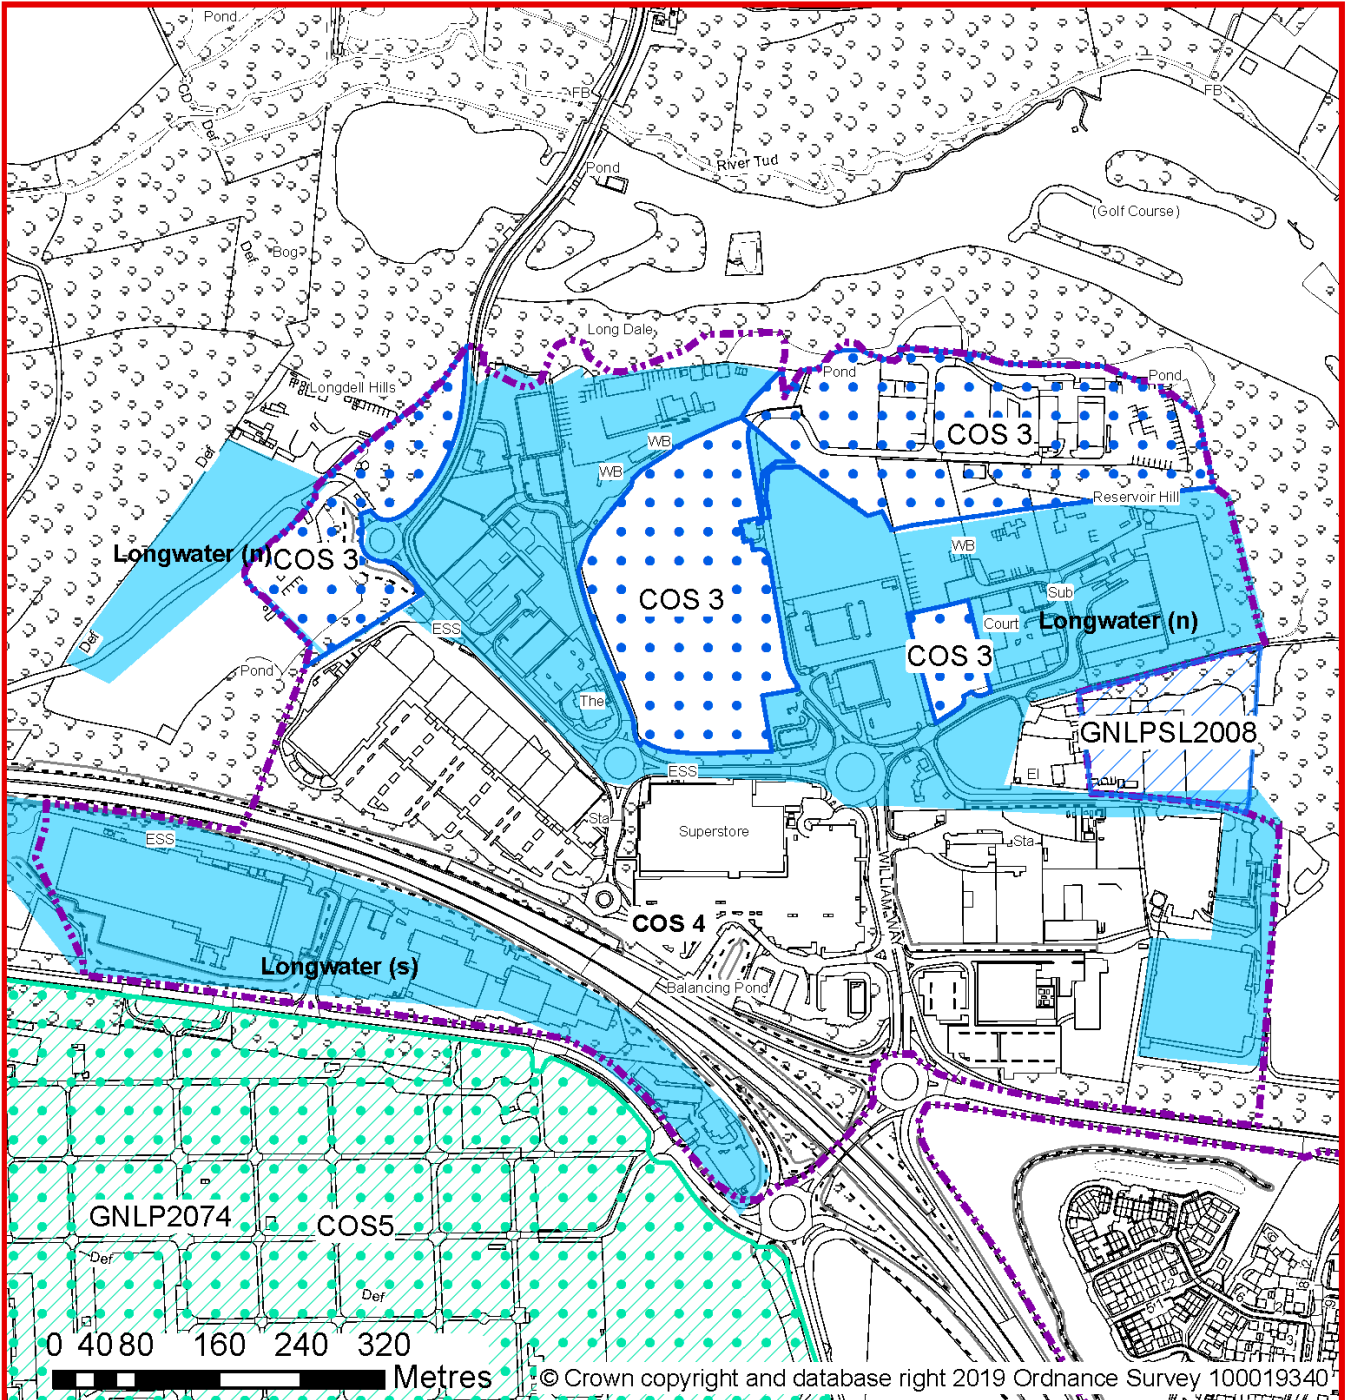 Pond
CD
Def
FB
FB
Def
River Tud
Pond
(Golf Course)
Def
Bog
Long Dale
Pond
Pond
Longdell Hills
COS 3
WB
Def
WB
Reservoir Hill
WB
Longwater (n)
COS 3
COS 3
Sub
Court
Longwater (n)
ESS
Def
COS 3
Pond
The
GNLPSL2008
ESS
El
Sta
Superstore
Sta
ESS
WILLIAM WA
COS 4
Longwater (s)
Balancing Pond
GNLP2074
COS5
Def
Def
0 40 80 160 240 320
Metres
© Crown copyright and database right 2019 Ordnance Survey 100019340